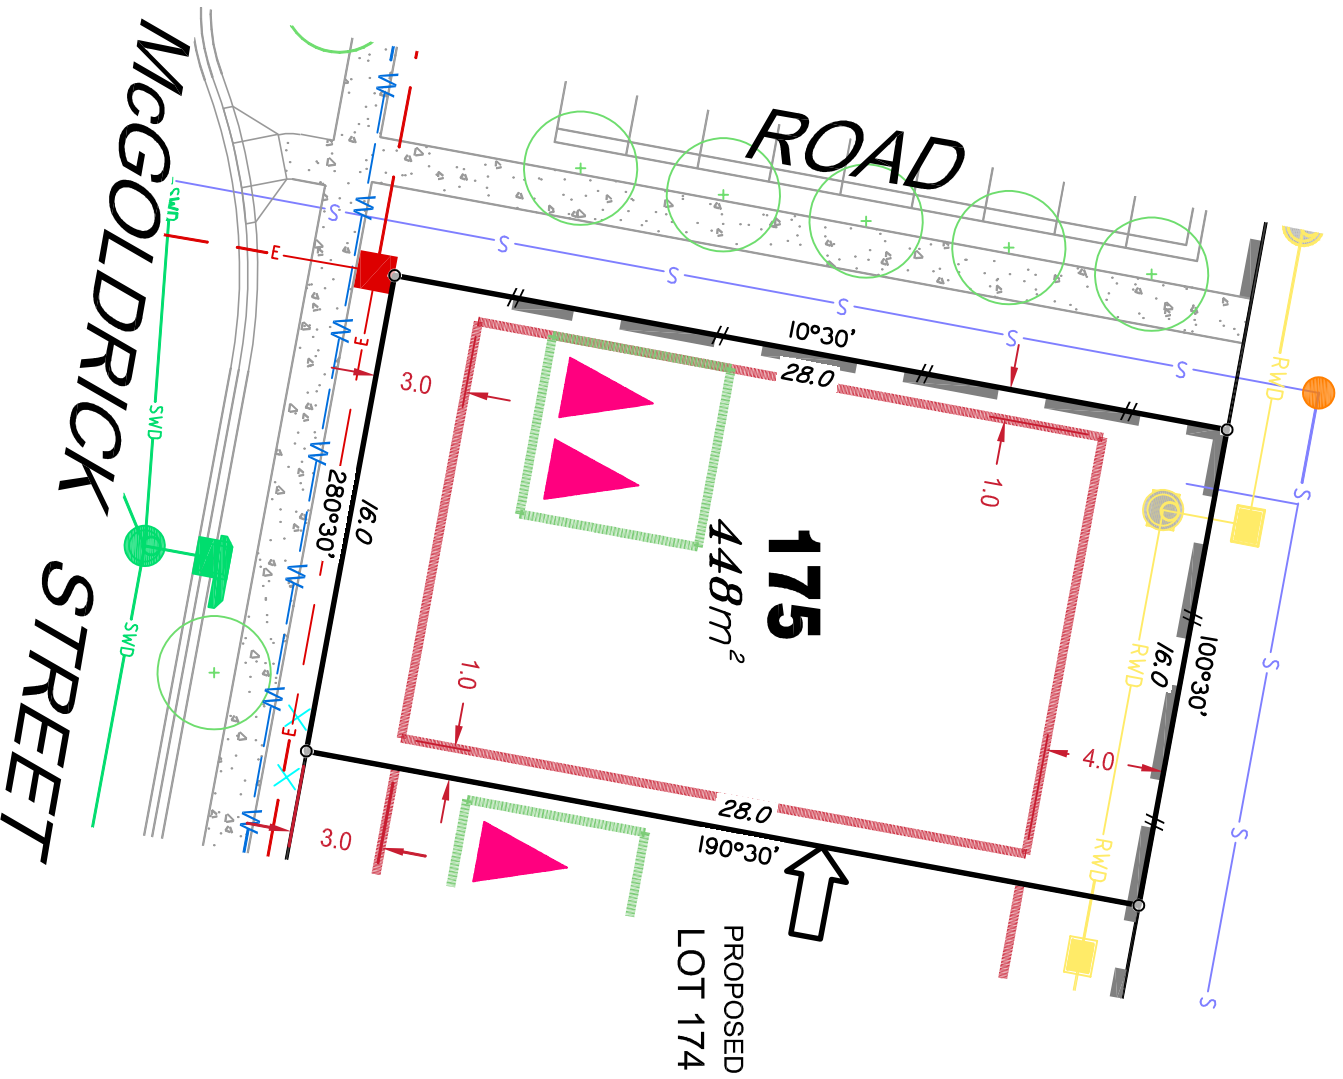 ROAD
McGOLDRICK STREET
10°30'
28.0
3.0
1.0
16.0
280°30'
175
448m²
16.0
100°30'
1.0
4.0
28.0
190°30'
3.0
PROPOSED
LOT 174
S
S
S
S
S
S
S
S
S
S
W
W
W
W
W
W
W
E
E
E
SWD
SWD
SWD
RWD
RWD
RWD